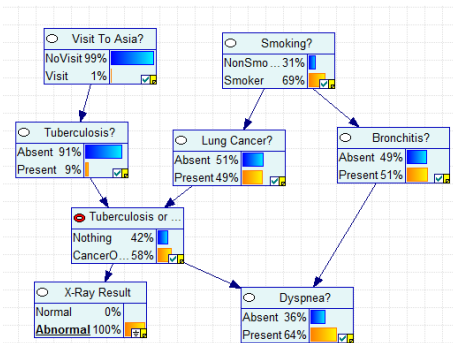 Visit To Asia?
NoVisit 99%
Visit 1%
Smoking?
NonSmo ... 31%
Smoker 69%
Tuberculosis?
Absent 91%
Present 9%
Lung Cancer?
Absent 51%
Present 49%
Bronchitis?
Absent 49%
Present 51%
Tuberculosis or ...
Nothing 42%
CancerO... 58%
X-Ray Result
Normal 0%
Abnormal 100%
Dyspnea?
Absent 36%
Present 64%